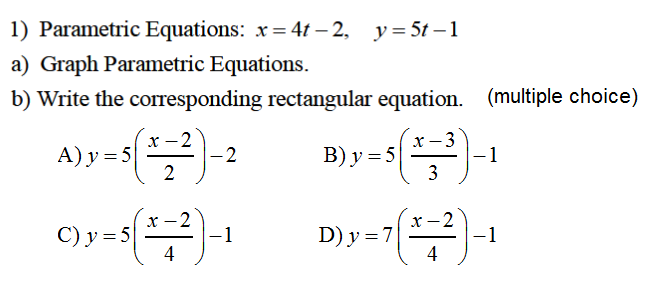 1) Parametric Equations: x = 4t – 2, y = 5t – 1
a) Graph Parametric Equations.
b) Write the corresponding rectangular equation. (multiple choice)
A) y = 5((x – 2)/2) – 2 B) y = 5((x – 3)/3) – 1
C) y = 5((x – 2)/4) – 1 D) y = 7((x – 2)/4) – 1